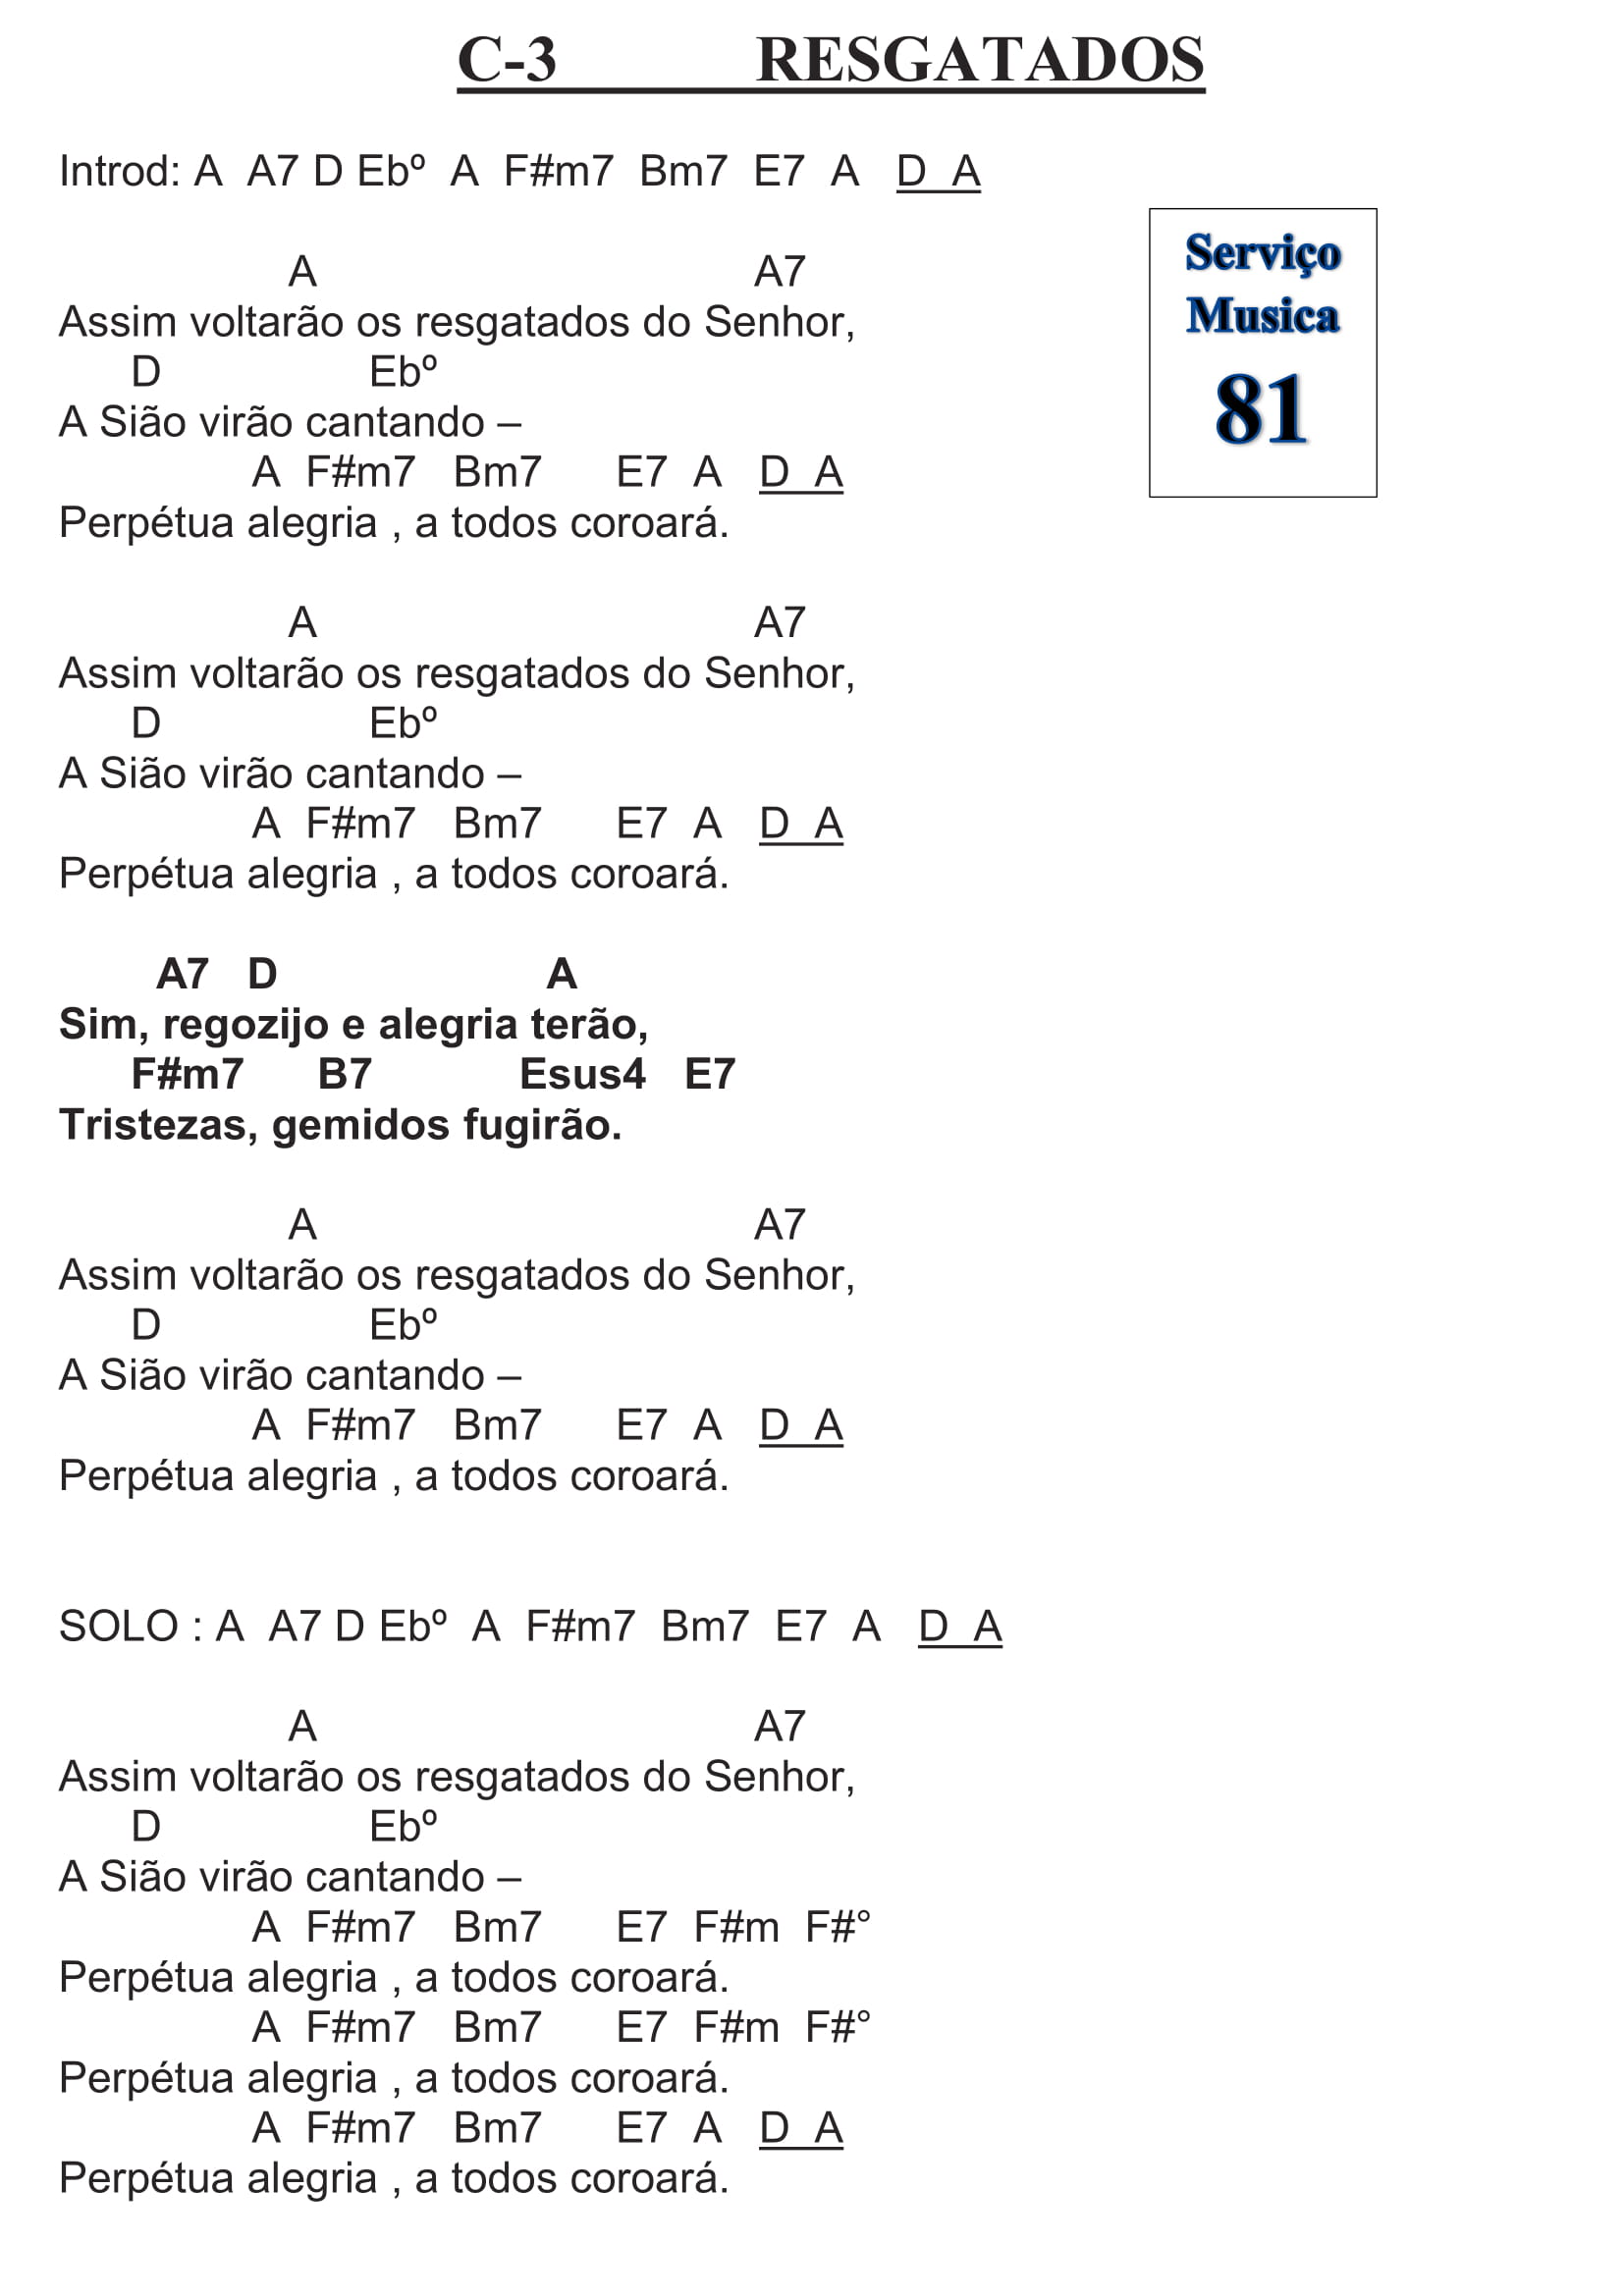 C-3 RESGATADOS
Introd: A A7 D Ebº A F#m7 Bm7 E7 A D A
Serviço
Musica
81
A A7
Assim voltarão os resgatados do Senhor,
D Ebº
A Sião virão cantando –
A F#m7 Bm7 E7 A D A
Perpétua alegria , a todos coroará.
A A7
Assim voltarão os resgatados do Senhor,
D Ebº
A Sião virão cantando –
A F#m7 Bm7 E7 A D A
Perpétua alegria , a todos coroará.
A7 D A
Sim, regozijo e alegria terão,
F#m7 B7 Esus4 E7
Tristezas, gemidos fugirão.
A A7
Assim voltarão os resgatados do Senhor,
D Ebº
A Sião virão cantando –
A F#m7 Bm7 E7 A D A
Perpétua alegria , a todos coroará.
SOLO : A A7 D Ebº A F#m7 Bm7 E7 A D A
A A7
Assim voltarão os resgatados do Senhor,
D Ebº
A Sião virão cantando –
A F#m7 Bm7 E7 F#m F#°
Perpétua alegria , a todos coroará.
A F#m7 Bm7 E7 F#m F#°
Perpétua alegria , a todos coroará.
A F#m7 Bm7 E7 A D A
Perpétua alegria , a todos coroará.